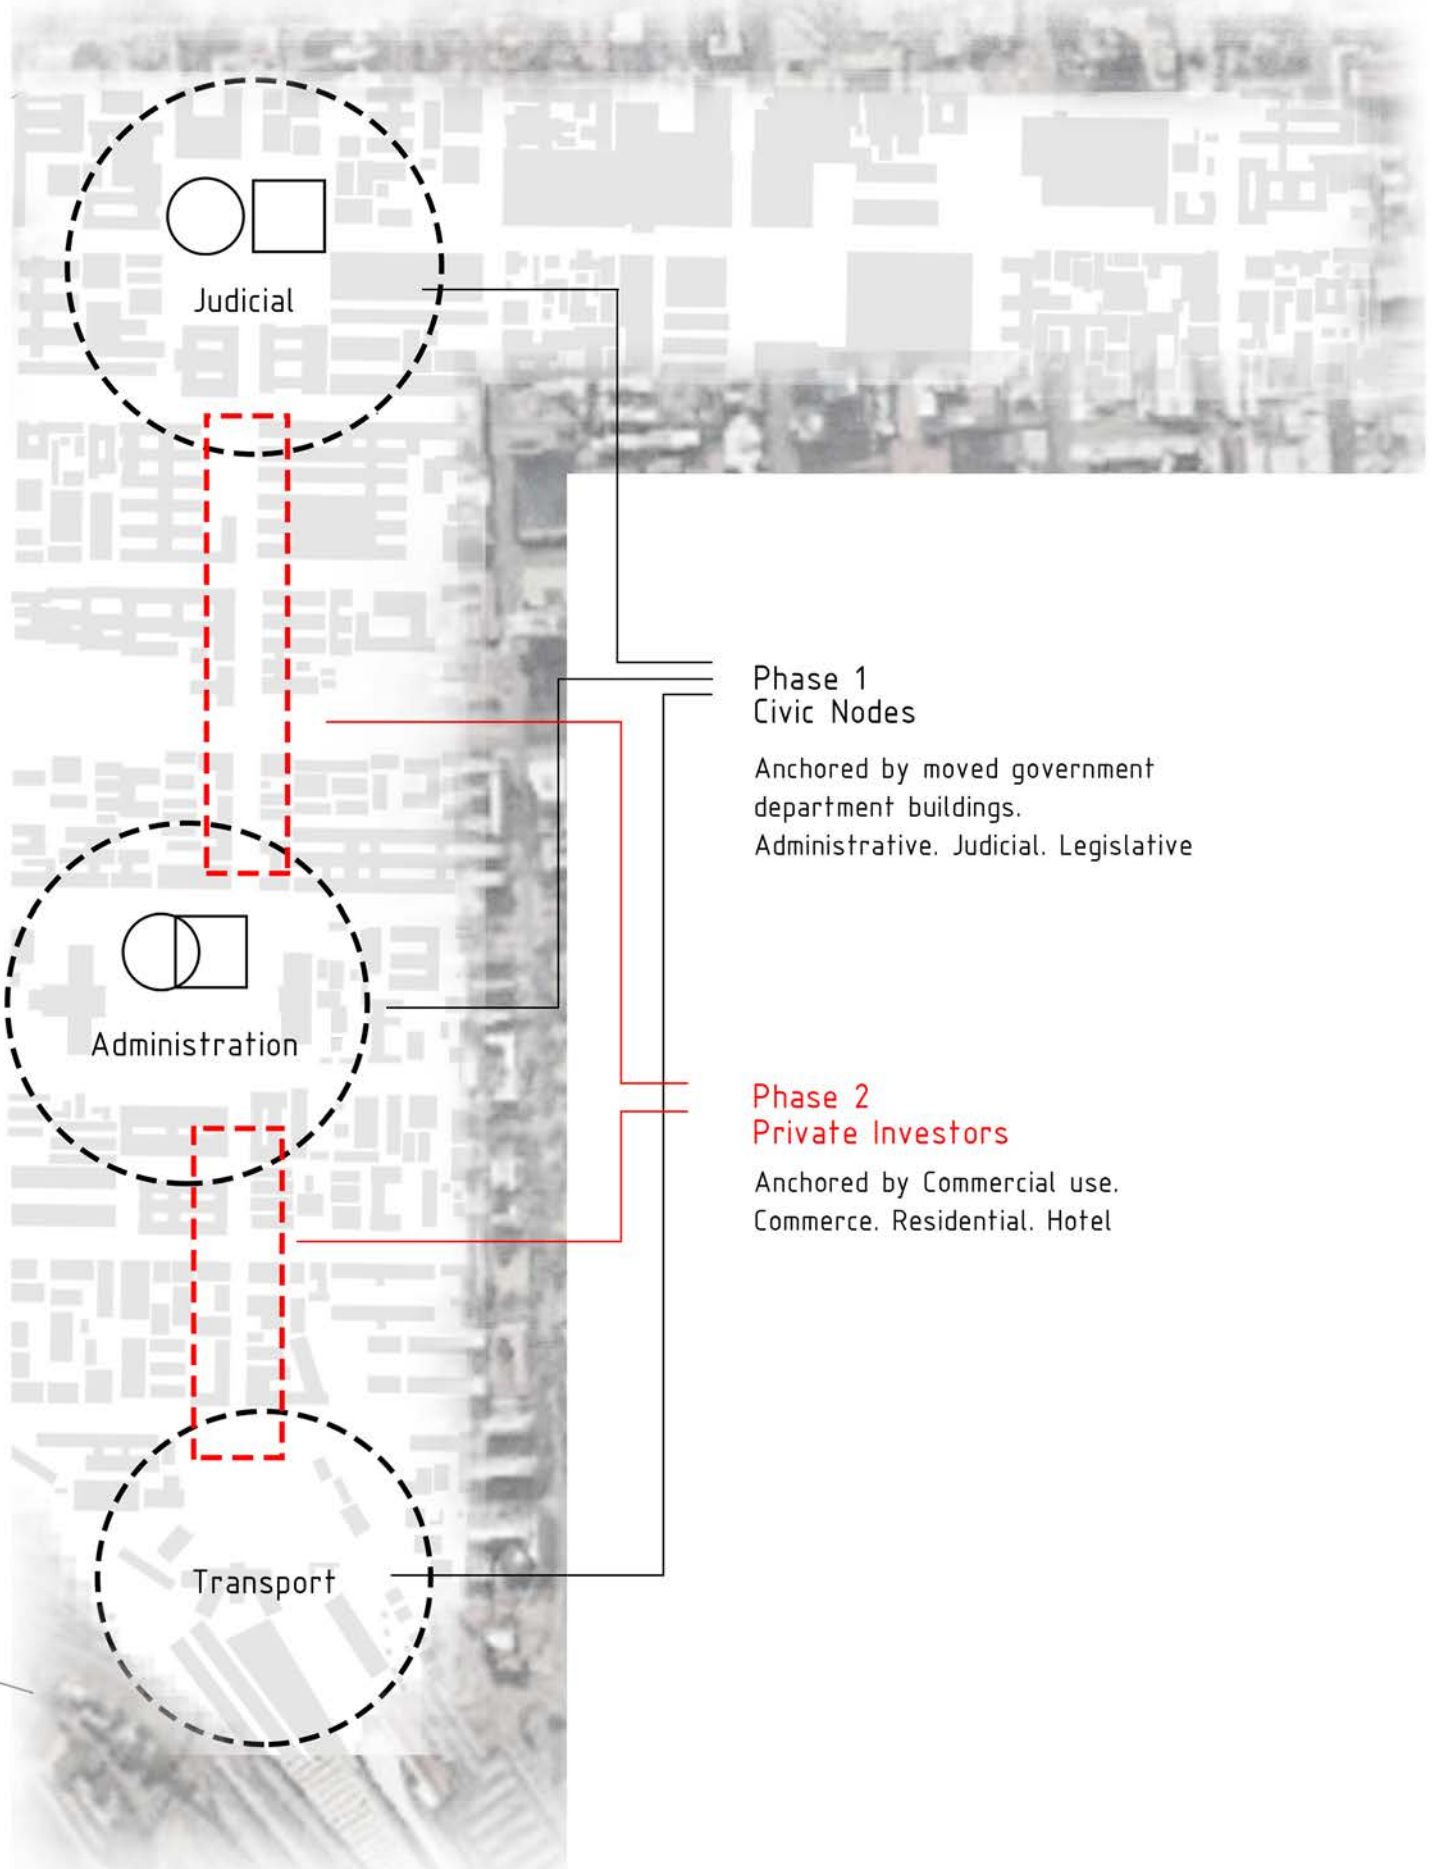 Judicial
Phase 1
Civic Nodes
Anchored by moved government
department buildings.
Administrative. Judicial. Legislative
Administration
Phase 2
Private Investors
Anchored by Commercial use.
Commerce. Residential. Hotel
Transport